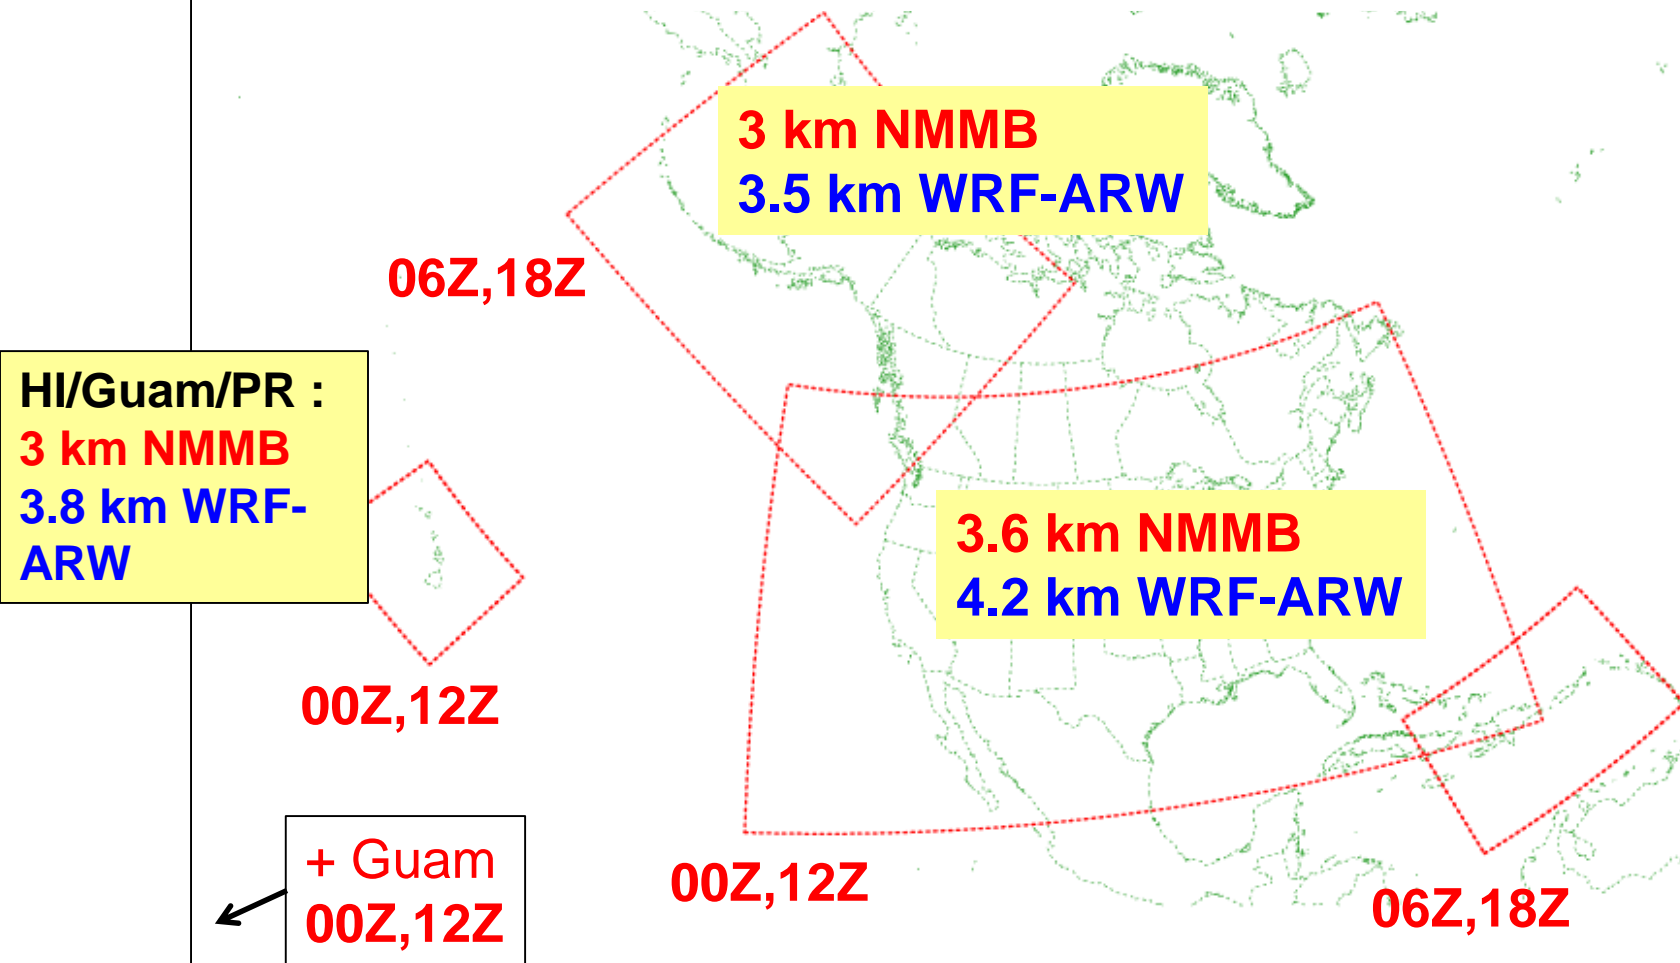 3 km NMMB
3.5 km WRF-ARW
06Z,18Z
HI/Guam/PR :
3 km NMMB
3.8 km WRF-
ARW
3.6 km NMMB
4.2 km WRF-ARW
00Z,12Z
+ Guam
00Z,12Z
00Z,12Z
06Z,18Z